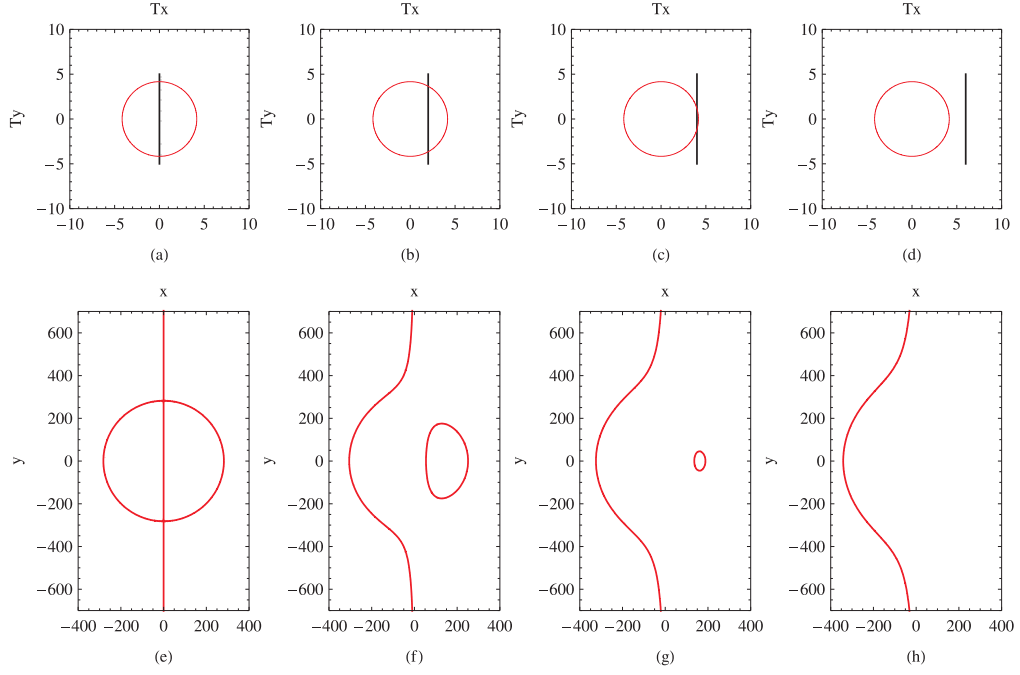 Tx Tx Tx Tx
10 10 10 10
5 5 5 5
Ty 0 Ty 0 Ty 0 Ty 0
−5 −5 −5 −5
−10 −10 −10 −10
−10 −5 0 5 10 −10 −5 0 5 10 −10 −5 0 5 10 −10 −5 0 5 10
(a) (b) (c) (d)
x x x x
600 600 600 600
400 400 400 400
200 200 200 200
y 0 y 0 y 0 y 0
−200 −200 −200 −200
−400 −400 −400 −400
−600 −600 −600 −600
−400 −200 0 200 400 −400 −200 0 200 400 −400 −200 0 200 400 −400 −200 0 200 400
(e) (f) (g) (h)